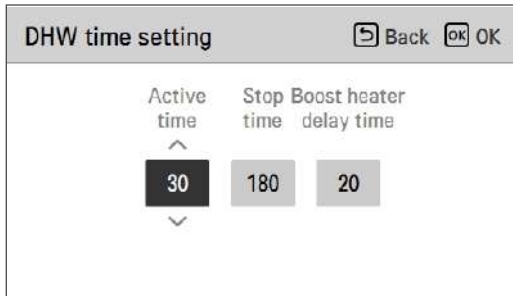 DHW time setting
Back OK OK
Active time
Stop time
Boost heater delay time
30 180 20